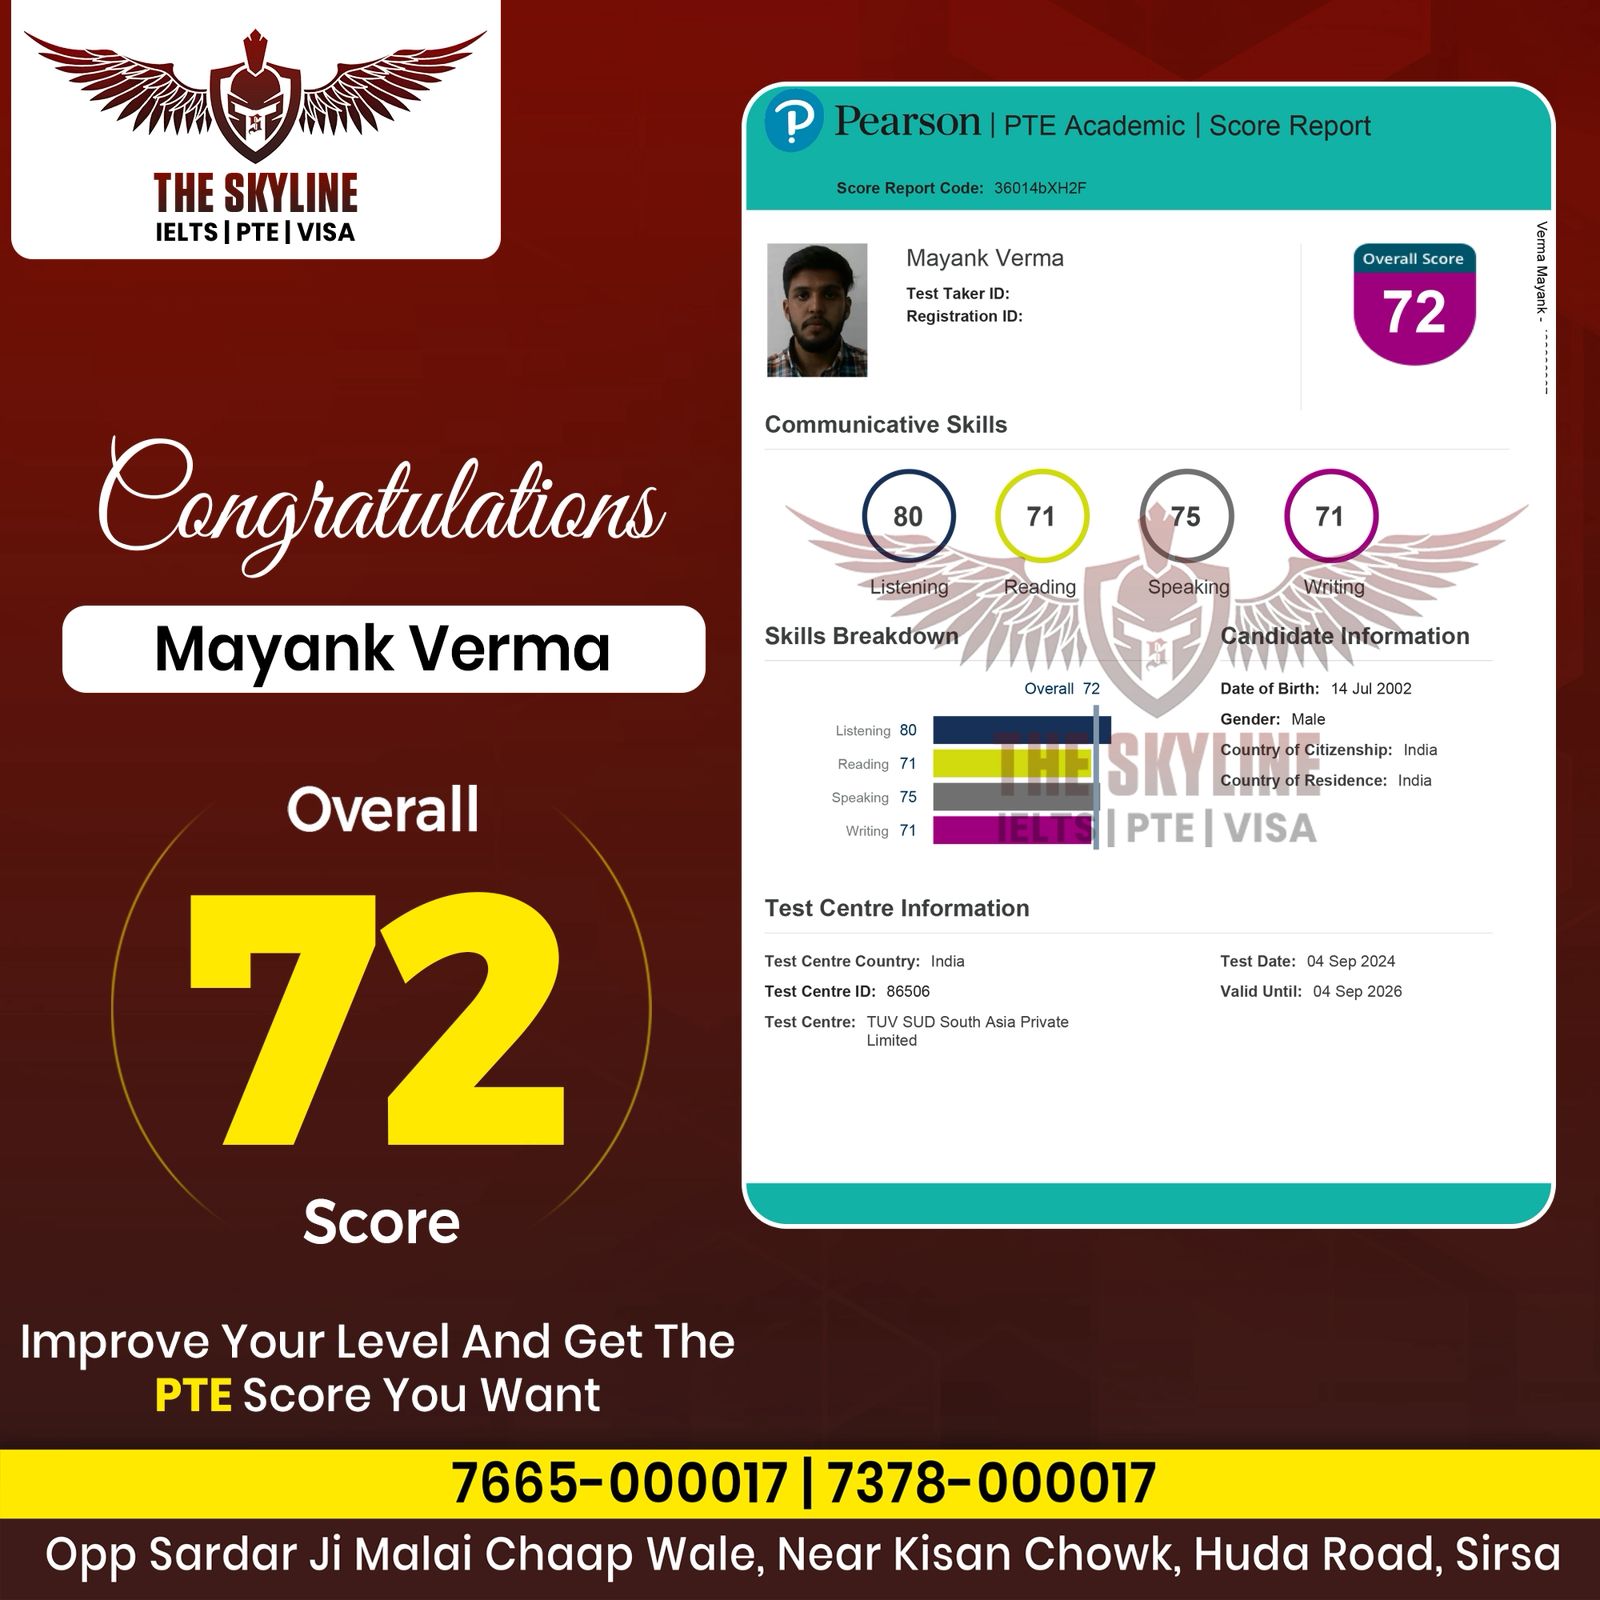 THE SKYLINE
IELTS | PTE | VISA
Congratulations
Mayank Verma
Overall
72
Score
Improve Your Level And Get The
PTE Score You Want
Pearson | PTE Academic | Score Report
Score Report Code: 36014bXH2F
Mayank Verma
Test Taker ID:
Registration ID:
Overall Score
72
Verma Mayank -
Communicative Skills
80 71 75 71
Listening Reading Speaking Writing
Skills Breakdown
Overall 72
Listening 80
Reading 71
Speaking 75
Writing 71
Candidate Information
Date of Birth: 14 Jul 2002
Gender: Male
Country of Citizenship: India
Country of Residence: India
THE SKYLINE
IELTS | PTE | VISA
Test Centre Information
Test Centre Country: India
Test Centre ID: 86506
Test Centre: TUV SUD South Asia Private
Limited
Test Date: 04 Sep 2024
Valid Until: 04 Sep 2026
7665-000017 | 7378-000017
Opp Sardar Ji Malai Chaap Wale, Near Kisan Chowk, Huda Road, Sirsa